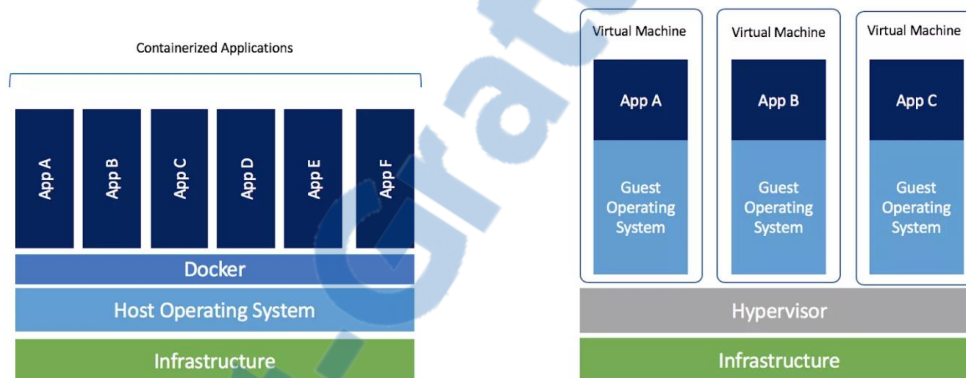 Containerized Applications
App A
App B
App C
App D
App E
App F
Docker
Host Operating System
Infrastructure
Virtual Machine
App A
Guest
Operating
System
Virtual Machine
App B
Guest
Operating
System
Virtual Machine
App C
Guest
Operating
System
Hypervisor
Infrastructure